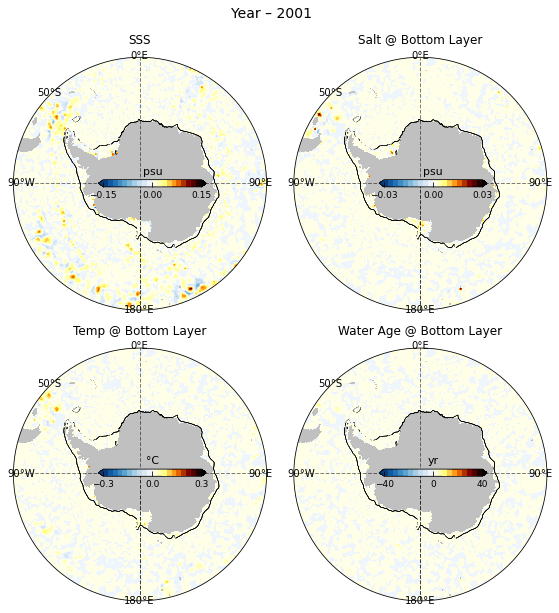 Year – 2001
SSS
Salt @ Bottom Layer
0°E
0°E
50°S
50°S
psu
psu
90°W
90°E
90°W
90°E
−0.15
0.00
0.15
−0.03
0.00
0.03
180°E
180°E
Temp @ Bottom Layer
Water Age @ Bottom Layer
0°E
0°E
50°S
50°S
°C
yr
90°W
90°E
90°W
90°E
−0.3
0.0
0.3
−40
0
40
180°E
180°E